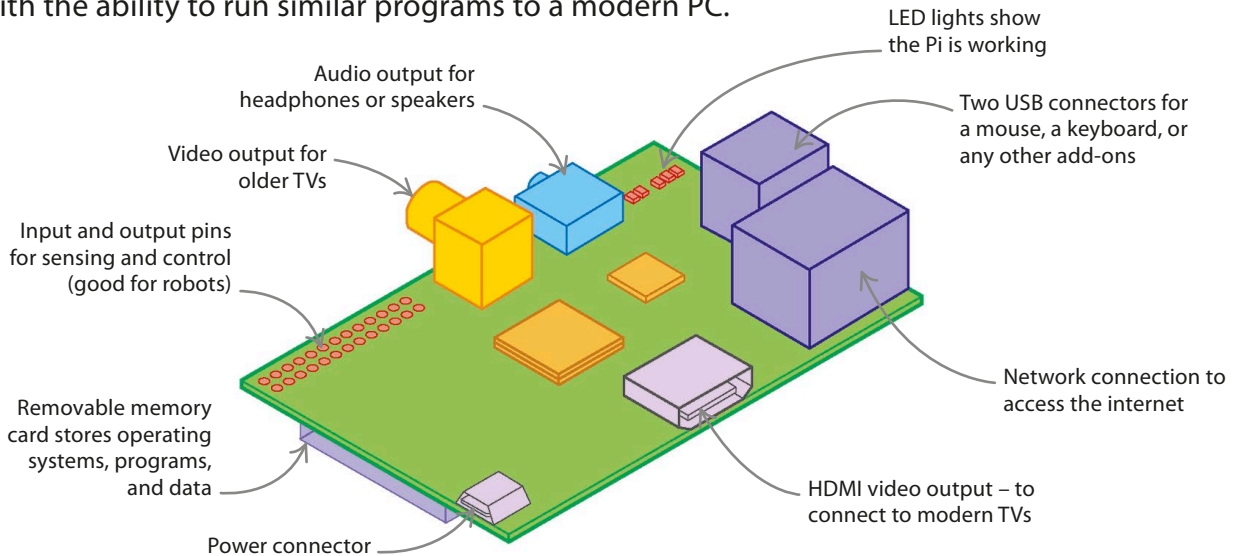 with the ability to run similar programs to a modern PC.
LED lights show
the Pi is working
Audio output for
headphones or speakers
Two USB connectors for
a mouse, a keyboard, or
any other add-ons
Video output for
older TVs
Input and output pins
for sensing and control
(good for robots)
Network connection to
access the internet
Removable memory
card stores operating
systems, programs,
and data
HDMI video output – to
connect to modern TVs
Power connector